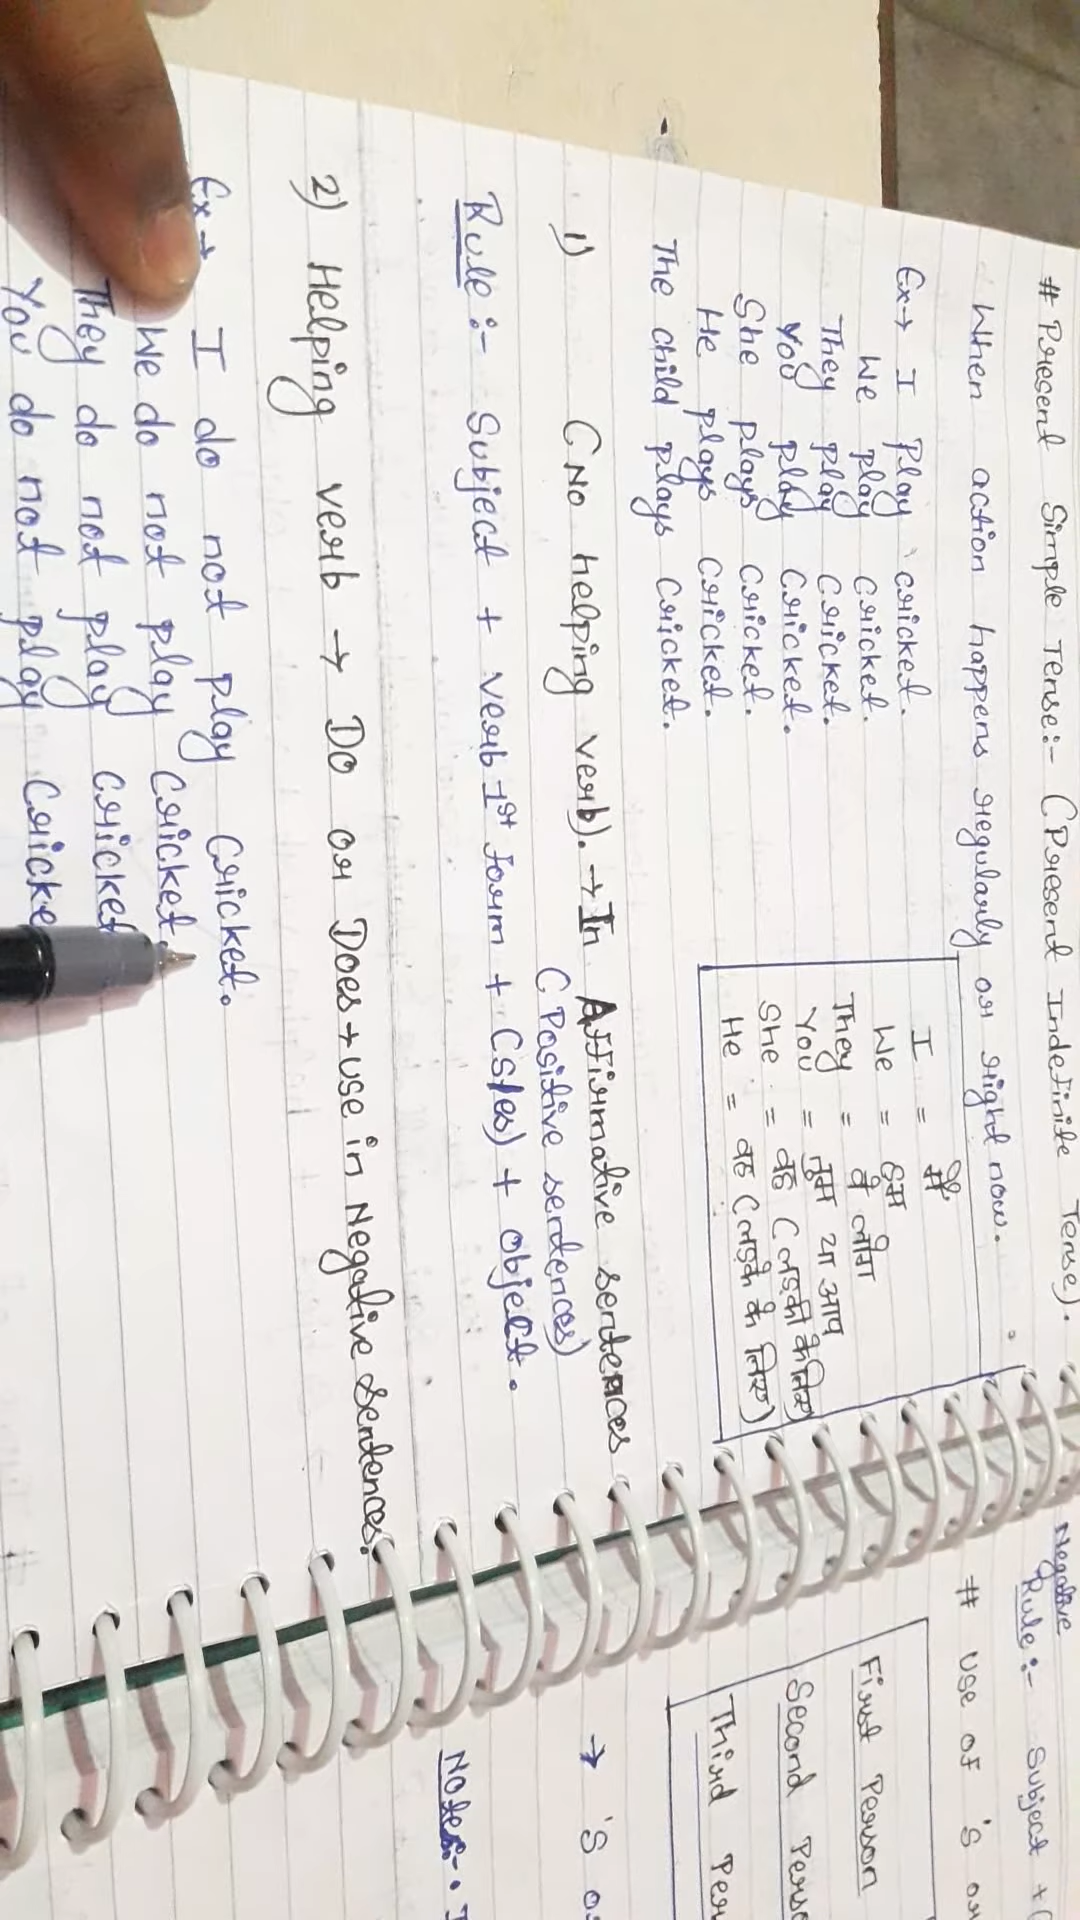 # Present Simple Tense:- (Present Indefinite Tense).
When action happens regularly or right now.
Ex→ I play cricket.
We play cricket.
They play cricket.
You play cricket.
She plays cricket.
He plays cricket.
The child plays cricket.
I = मैं
We = हम
They = वे लोग
You = तुम या आप
She = वह (लड़की के लिए)
He = वह (लड़के के लिए)
1) (No helping verb). → In Affirmative sentences
(Positive sentences)
Rule:- Subject + verb 1st form + (s/es) + object.
2) Helping verb → Do or Does → use in Negative sentences.
Ex→ I do not play cricket.
We do not play cricket.
They do not play cricket
You do not play cricke
Negative
Rule:- Subject + (
# use of 's or
First Person
Second Perso
Third Per
→ 's or
Notes:-